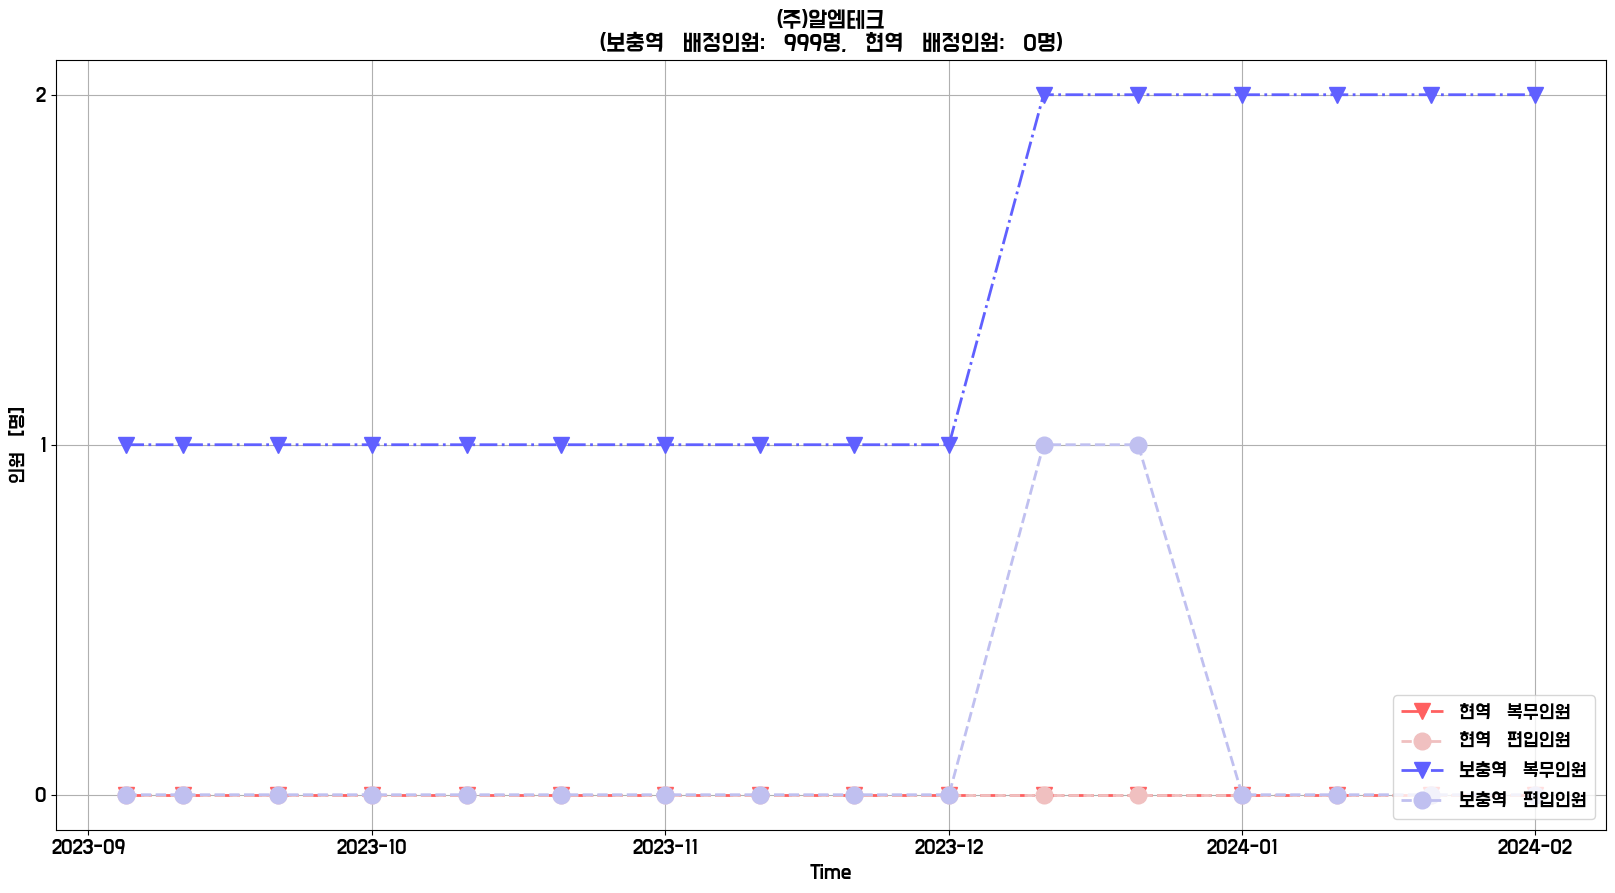 (주)알엠테크
(보충역 배정인원: 999명, 현역 배정인원: 0명)
인원 [명]
2
1
0
현역 복무인원
현역 편입인원
보충역 복무인원
보충역 편입인원
2023-09 2023-10 2023-11 2023-12 2024-01 2024-02
Time